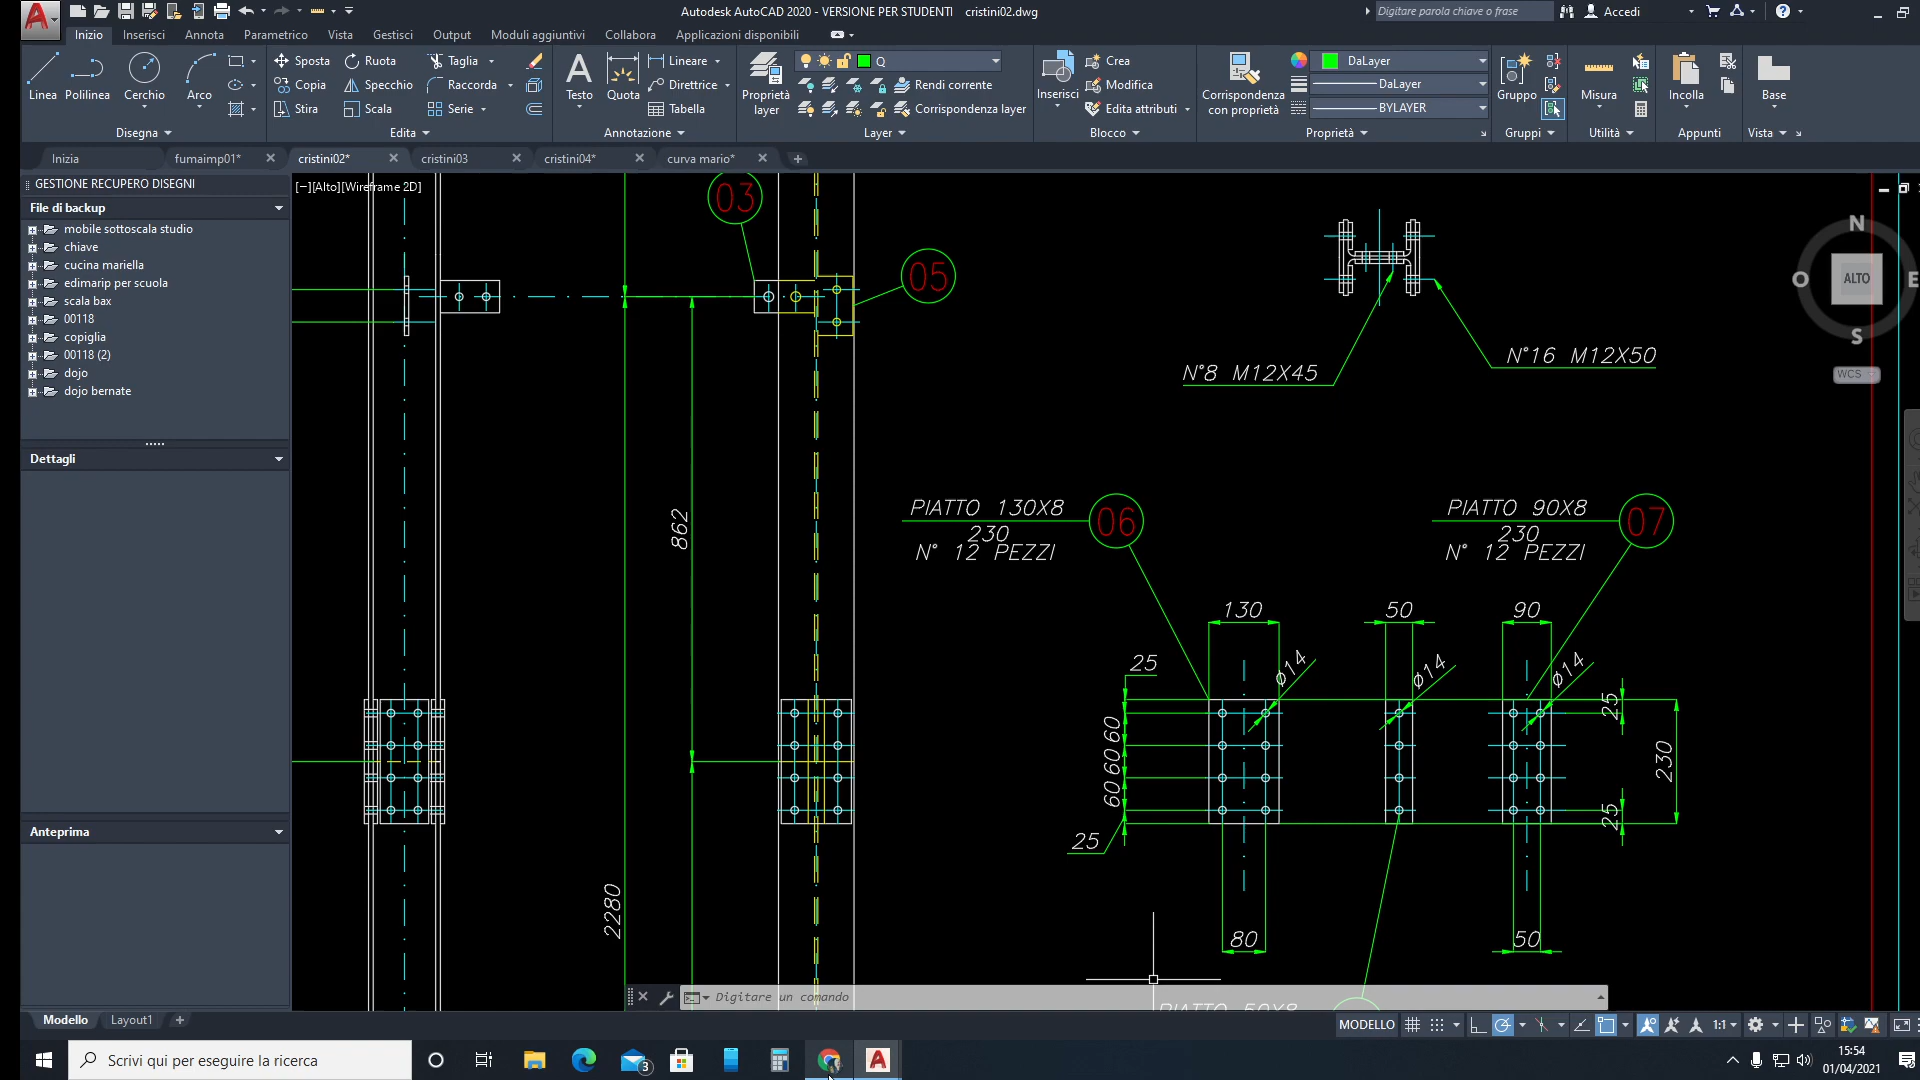 Autodesk AutoCAD 2020 - VERSIONE PER STUDENTI cristini02.dwg
Digitare parola chiave o frase
Accedi
Inizio Inserisci Annota Parametrico Vista Gestisci Output Moduli aggiuntivi Collabora Applicazioni disponibili
Linea Polilinea Cerchio Arco
Sposta Ruota Taglia
Copia Specchio Raccorda
Stira Scala Serie
Testo Quota
Lineare
Direttrice
Tabella
Proprietà layer
Q
Rendi corrente
Corrispondenza layer
Inserisci
Crea
Modifica
Edita attributi
Corrispondenza con proprietà
DaLayer
DaLayer
BYLAYER
Gruppo Misura Incolla Base
Disegna Edita Annotazione Layer Blocco Proprietà Gruppi Utilità Appunti Vista
Inizia fumaimp01* cristini02* cristini03 cristini04* curva mario*
GESTIONE RECUPERO DISEGNI
File di backup
mobile sottoscala studio
chiave
cucina mariella
edimarip per scuola
scala bax
00118
copiglia
00118 (2)
dojo
dojo bernate
Dettagli
Anteprima
[−][Alto][Wireframe 2D]
03
05
862
2280
N°8 M12X45
N°16 M12X50
N
O
ALTO
E
S
WCS
PIATTO 130X8
230
N° 12 PEZZI
06
PIATTO 90X8
230
N° 12 PEZZI
07
130
50
90
25
ø14
ø14
ø14
25
60
60
60
230
25
25
80
50
PIATTO 50X8
Digitare un comando
Modello Layout1
MODELLO
1:1
Scrivi qui per eseguire la ricerca
3
15:54
01/04/2021